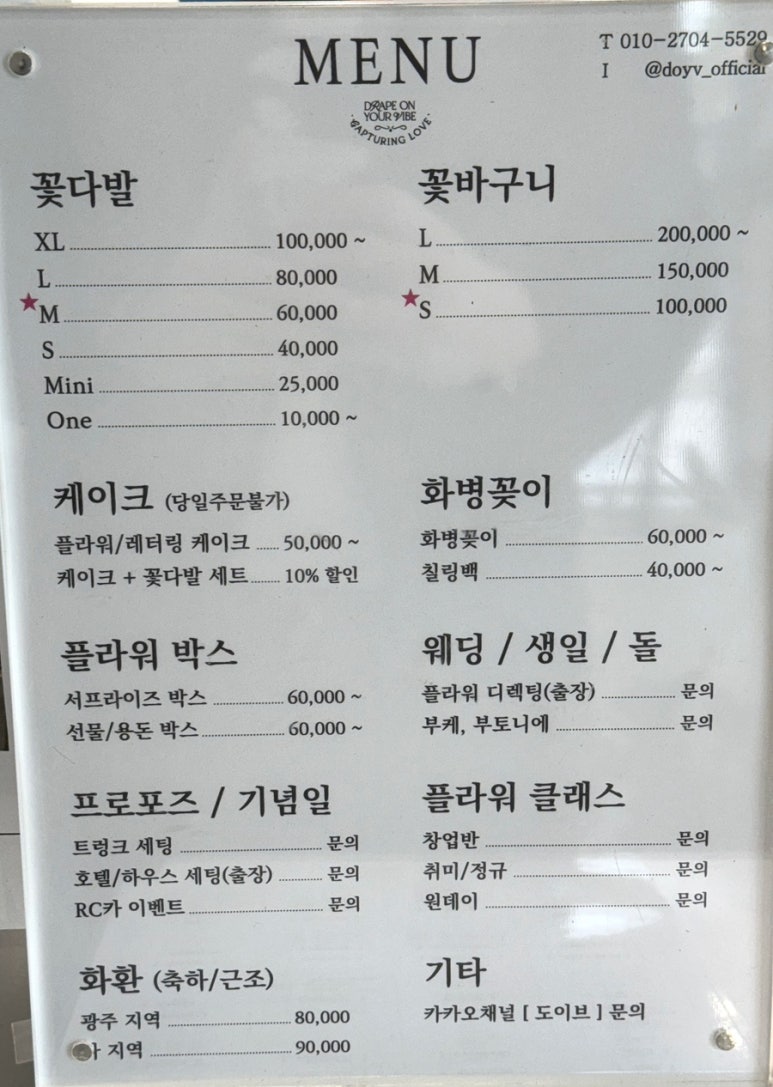 MENU
T 010-2704-5529
I @doyv_official
DRAPE ON
YOUR VIBE
CAPTURING LOVE
꽃다발
XL 100,000 ~
L 80,000
★M 60,000
S 40,000
Mini 25,000
One 10,000 ~
꽃바구니
L 200,000 ~
M 150,000
★S 100,000
케이크 (당일주문불가)
플라워/레터링 케이크 50,000 ~
케이크 + 꽃다발 세트 10% 할인
화병꽂이
화병꽂이 60,000 ~
칠링백 40,000 ~
플라워 박스
서프라이즈 박스 60,000 ~
선물/용돈 박스 60,000 ~
웨딩 / 생일 / 돌
플라워 디렉팅(출장) 문의
부케, 부토니에 문의
프로포즈 / 기념일
트렁크 세팅 문의
호텔/하우스 세팅(출장) 문의
RC카 이벤트 문의
플라워 클래스
창업반 문의
취미/정규 문의
원데이 문의
화환 (축하/근조)
광주 지역 80,000
지역 90,000
기타
카카오채널 [ 도이브 ] 문의